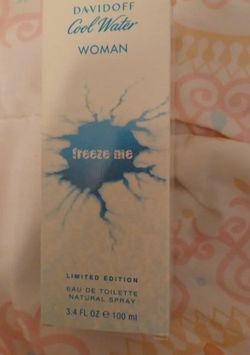 DAVIDOFF
Cool Water
WOMAN
freeze me
LIMITED EDITION
EAU DE TOILETTE
NATURAL SPRAY
3.4 FL OZ ℮ 100 ml